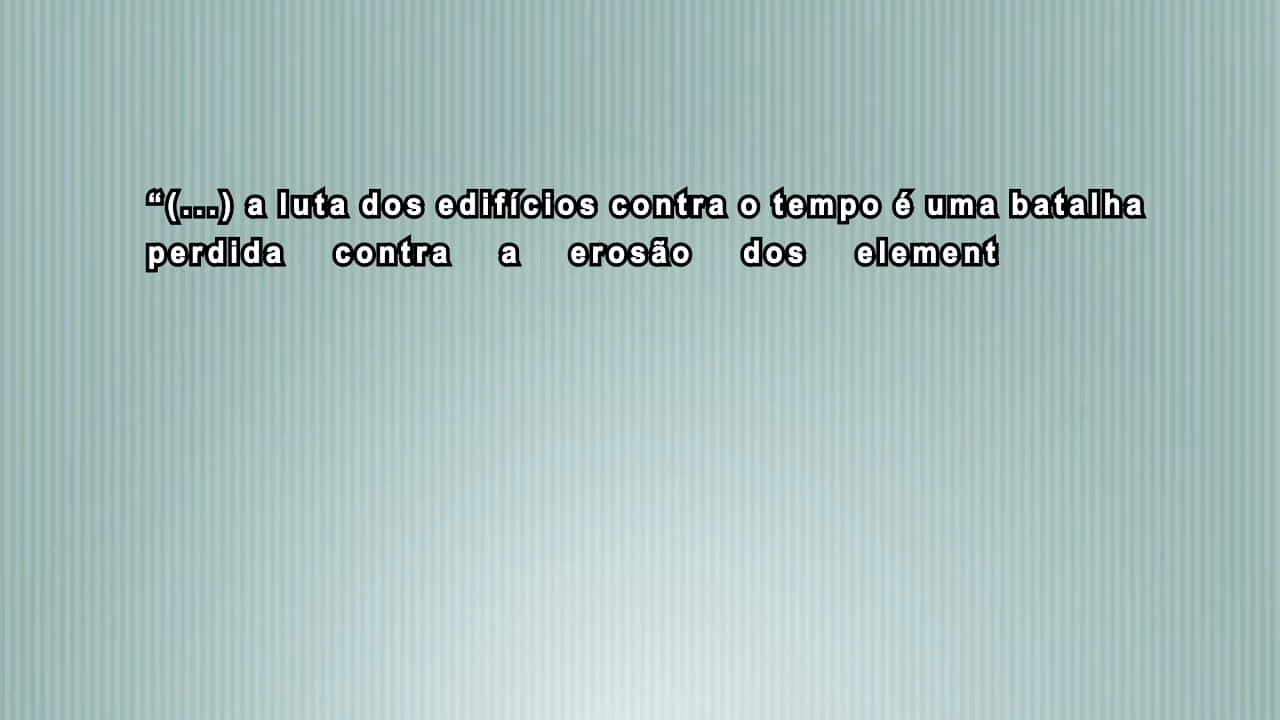 “(...) a luta dos edifícios contra o tempo é uma batalha
perdida contra a erosão dos element